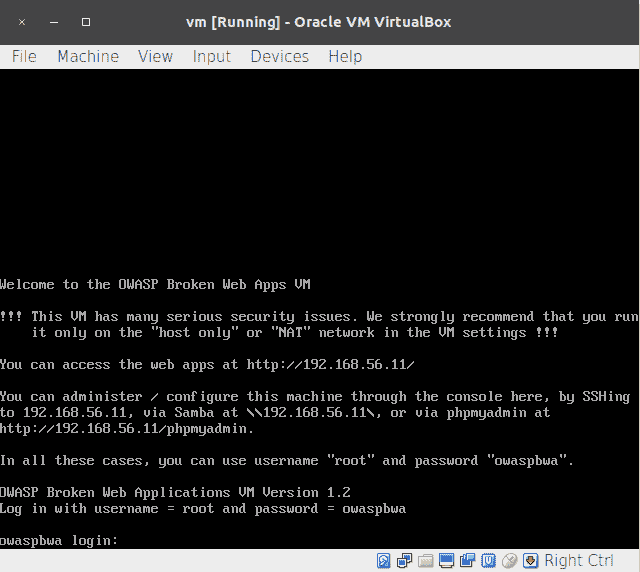 vm [Running] - Oracle VM VirtualBox
File Machine View Input Devices Help
Welcome to the OWASP Broken Web Apps VM
!!! This VM has many serious security issues. We strongly recommend that you run
it only on the "host only" or "NAT" network in the VM settings !!!
You can access the web apps at http://192.168.56.11/
You can administer / configure this machine through the console here, by SSHing
to 192.168.56.11, via Samba at \\192.168.56.11\, or via phpmyadmin at
http://192.168.56.11/phpmyadmin.
In all these cases, you can use username "root" and password "owaspbwa".
OWASP Broken Web Applications VM Version 1.2
Log in with username = root and password = owaspbwa
owaspbwa login:
Right Ctrl